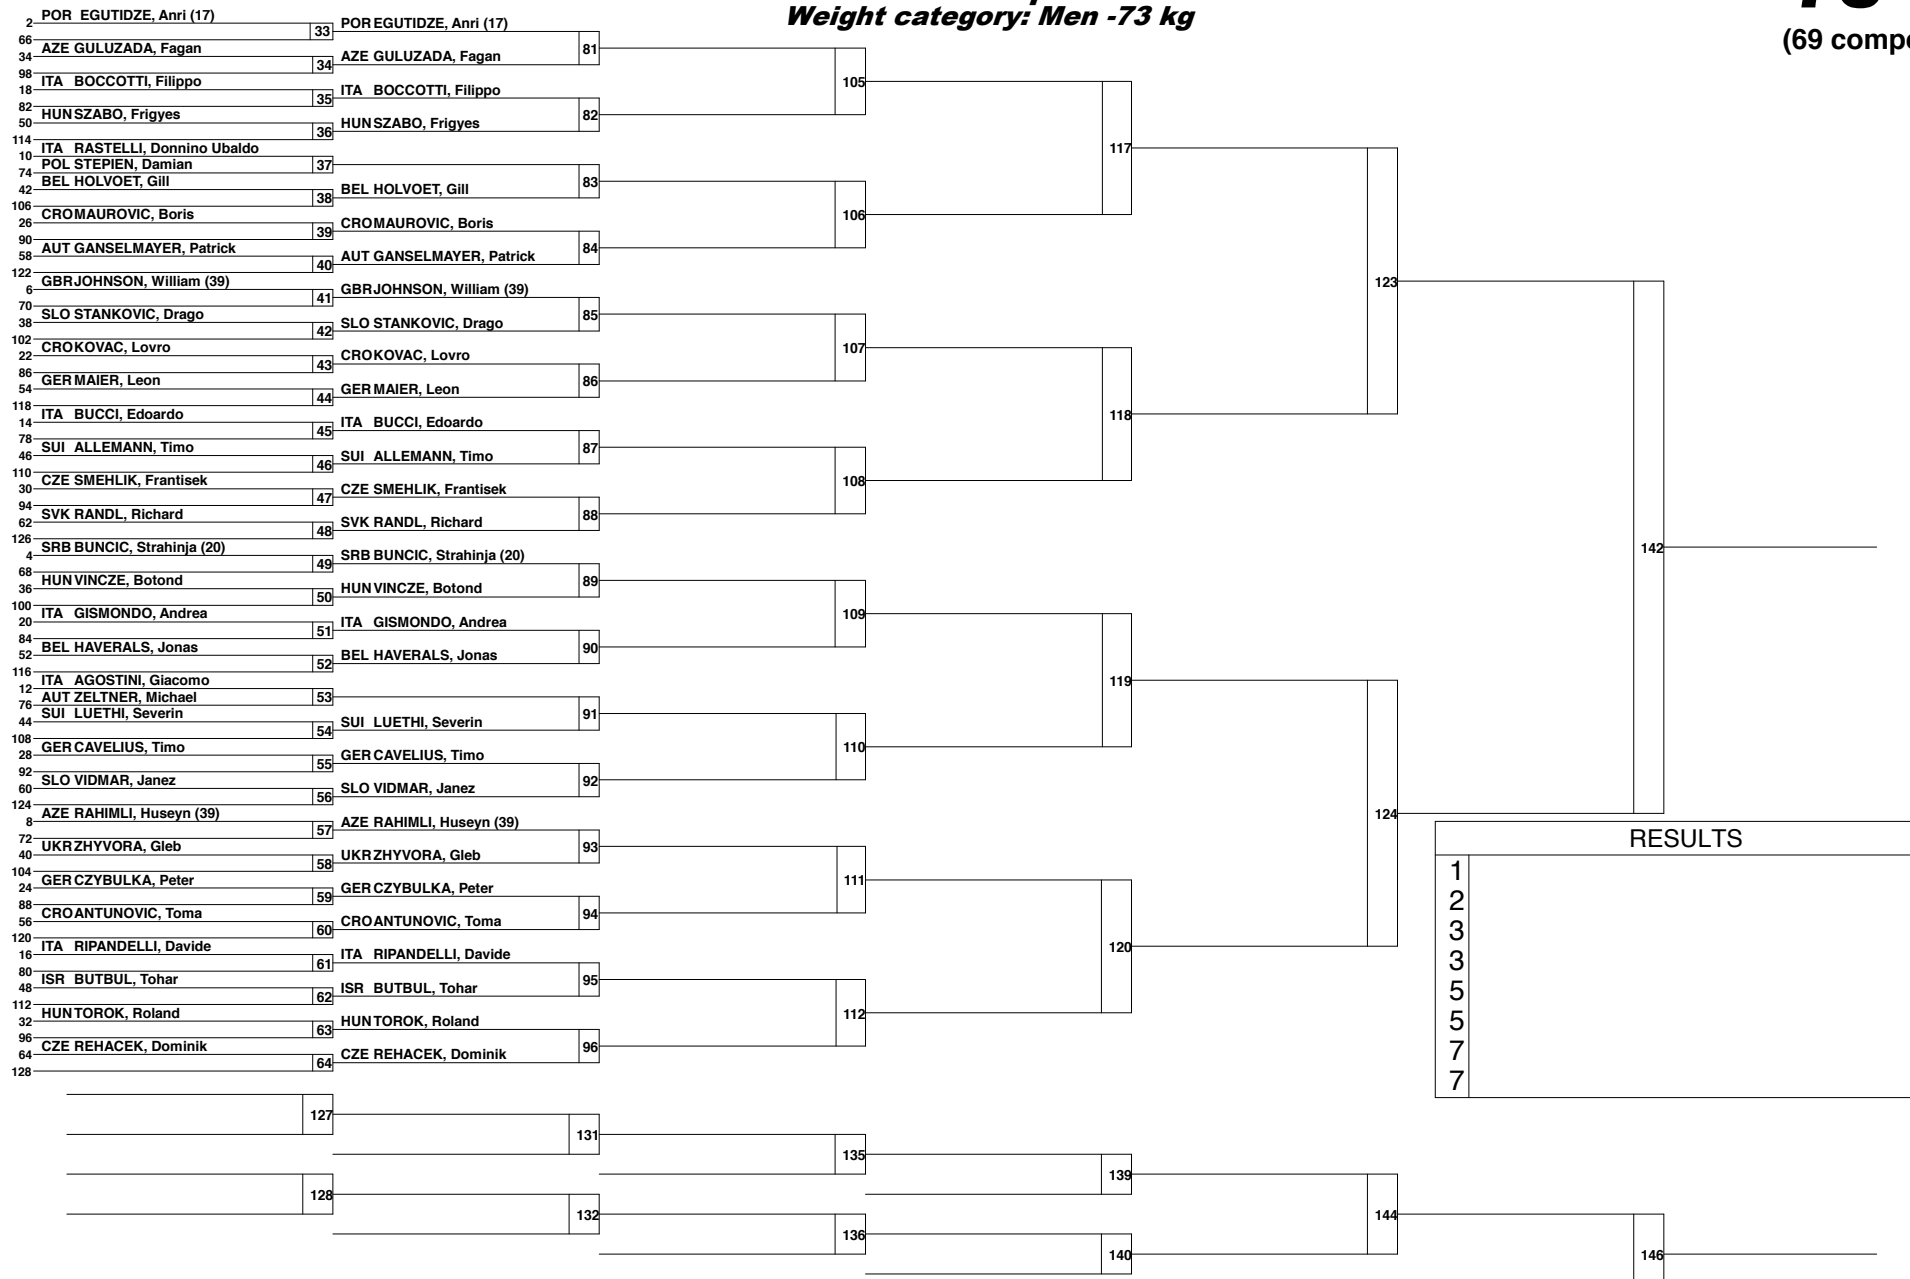 Weight category: Men -73 kg
(69 comp
2 POR EGUTIDZE, Anri (17)
66
33 POR EGUTIDZE, Anri (17)
34 AZE GULUZADA, Fagan
98
34 AZE GULUZADA, Fagan
81
18 ITA BOCCOTTI, Filippo
82
35 ITA BOCCOTTI, Filippo
50 HUN SZABO, Frigyes
114
36 HUN SZABO, Frigyes
82
105
10 ITA RASTELLI, Donnino Ubaldo
74 POL STEPIEN, Damian
37
42 BEL HOLVOET, Gill
106
38 BEL HOLVOET, Gill
83
26 CRO MAUROVIC, Boris
90
39 CRO MAUROVIC, Boris
58 AUT GANSELMAYER, Patrick
122
40 AUT GANSELMAYER, Patrick
84
106
117
6 GBR JOHNSON, William (39)
70
41 GBR JOHNSON, William (39)
38 SLO STANKOVIC, Drago
102
42 SLO STANKOVIC, Drago
85
22 CRO KOVAC, Lovro
86
43 CRO KOVAC, Lovro
54 GER MAIER, Leon
118
44 GER MAIER, Leon
86
107
14 ITA BUCCI, Edoardo
78
45 ITA BUCCI, Edoardo
46 SUI ALLEMANN, Timo
110
46 SUI ALLEMANN, Timo
87
30 CZE SMEHLIK, Frantisek
94
47 CZE SMEHLIK, Frantisek
62 SVK RANDL, Richard
126
48 SVK RANDL, Richard
88
108
118
123
4 SRB BUNCIC, Strahinja (20)
68
49 SRB BUNCIC, Strahinja (20)
36 HUN VINCZE, Botond
100
50 HUN VINCZE, Botond
89
20 ITA GISMONDO, Andrea
84
51 ITA GISMONDO, Andrea
52 BEL HAVERALS, Jonas
116
52 BEL HAVERALS, Jonas
90
109
12 ITA AGOSTINI, Giacomo
76 AUT ZELTNER, Michael
53
44 SUI LUETHI, Severin
108
54 SUI LUETHI, Severin
91
28 GER CAVELIUS, Timo
92
55 GER CAVELIUS, Timo
60 SLO VIDMAR, Janez
124
56 SLO VIDMAR, Janez
92
110
119
8 AZE RAHIMLI, Huseyn (39)
72
57 AZE RAHIMLI, Huseyn (39)
40 UKR ZHYVORA, Gleb
104
58 UKR ZHYVORA, Gleb
93
24 GER CZYBULKA, Peter
88
59 GER CZYBULKA, Peter
56 CRO ANTUNOVIC, Toma
120
60 CRO ANTUNOVIC, Toma
94
111
16 ITA RIPANDELLI, Davide
80
61 ITA RIPANDELLI, Davide
48 ISR BUTBUL, Tohar
112
62 ISR BUTBUL, Tohar
95
32 HUN TOROK, Roland
96
63 HUN TOROK, Roland
64 CZE REHACEK, Dominik
128
64 CZE REHACEK, Dominik
96
112
120
124
142
RESULTS
1
2
3
3
5
5
7
7
127
131
135
139
128
132
136
140
144
146